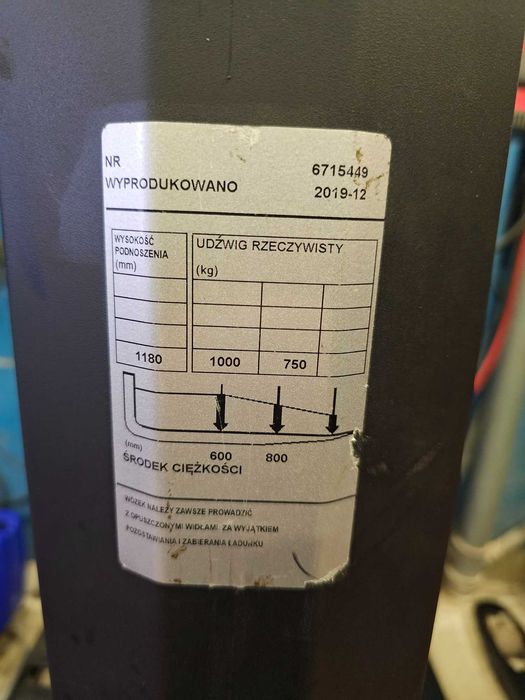 NR 6715449
WYPRODUKOWANO 2019-12
WYSOKOŚĆ
PODNOSZENIA
(mm)
UDŹWIG RZECZYWISTY
(kg)
1180 1000 750
(mm) 600 800
ŚRODEK CIĘŻKOŚCI
WÓZEK NALEŻY ZAWSZE PROWADZIĆ
Z OPUSZCZONYMI WIDŁAMI, ZA WYJĄTKIEM
POZOSTAWIANIA I ZABIERANIA ŁADUNKU